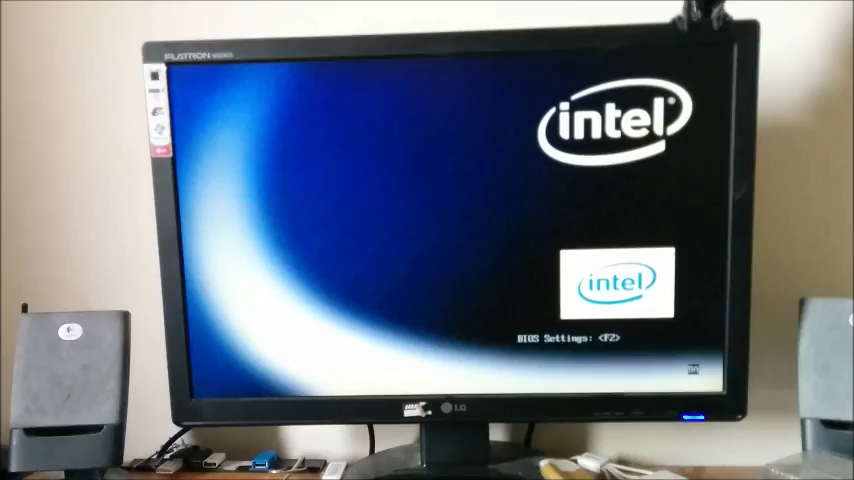 FLATRON
intel
intel
BIOS Settings: <F2>
LG